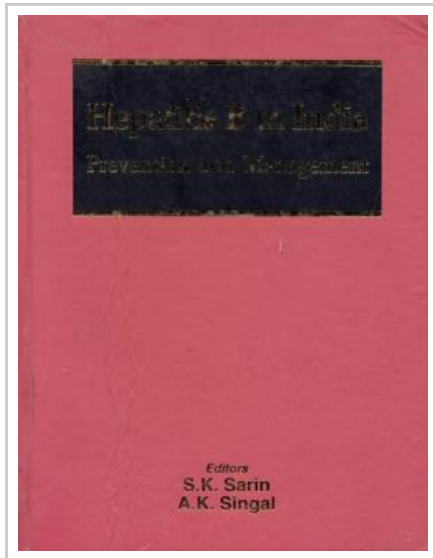 Hepatitis B in India
Prevention and Management
Editors
S.K. Sarin
A.K. Singal